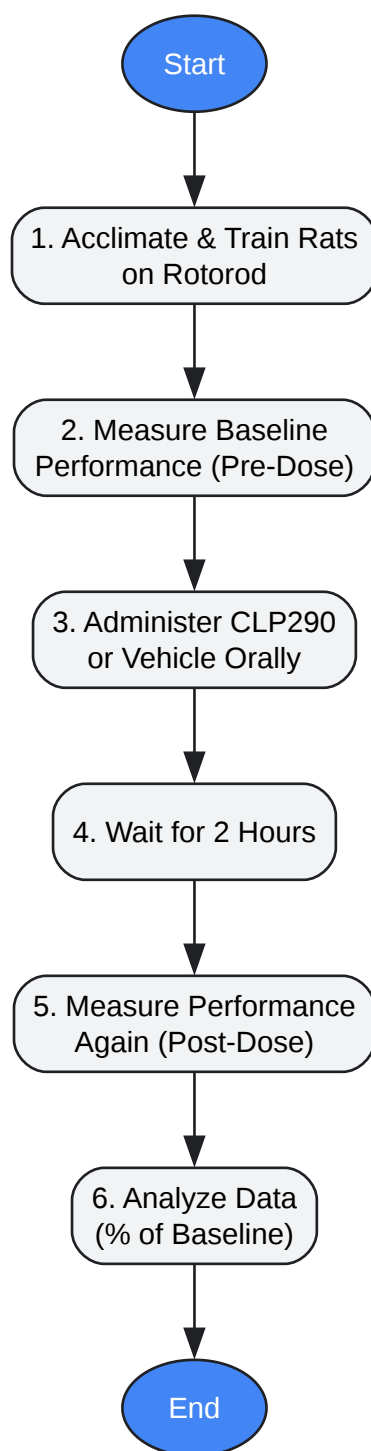 Start
1. Acclimate & Train Rats
on Rotorod
2. Measure Baseline
Performance (Pre-Dose)
3. Administer CLP290
or Vehicle Orally
4. Wait for 2 Hours
5. Measure Performance
Again (Post-Dose)
6. Analyze Data
(% of Baseline)
End